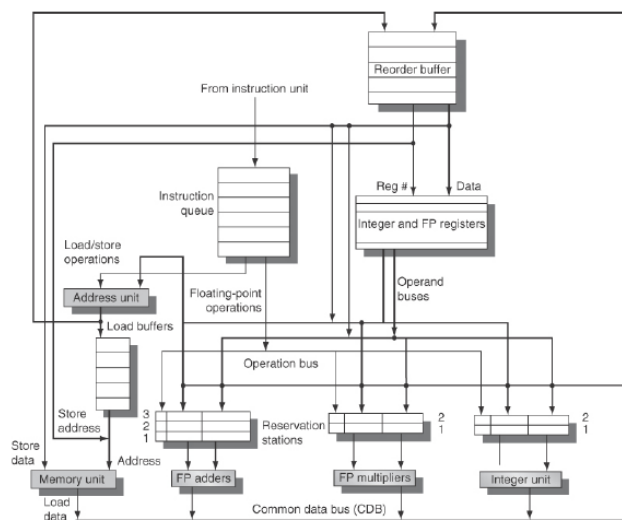 Reorder buffer
From instruction unit
Reg #
Data
Instruction
queue
Integer and FP registers
Load/store
operations
Operand
buses
Address unit
Floating-point
operations
Load buffers
Operation bus
Store
address
3
2
1
Reservation
stations
2
1
2
1
Store
data
Address
Memory unit
FP adders
FP multipliers
Integer unit
Load
data
Common data bus (CDB)